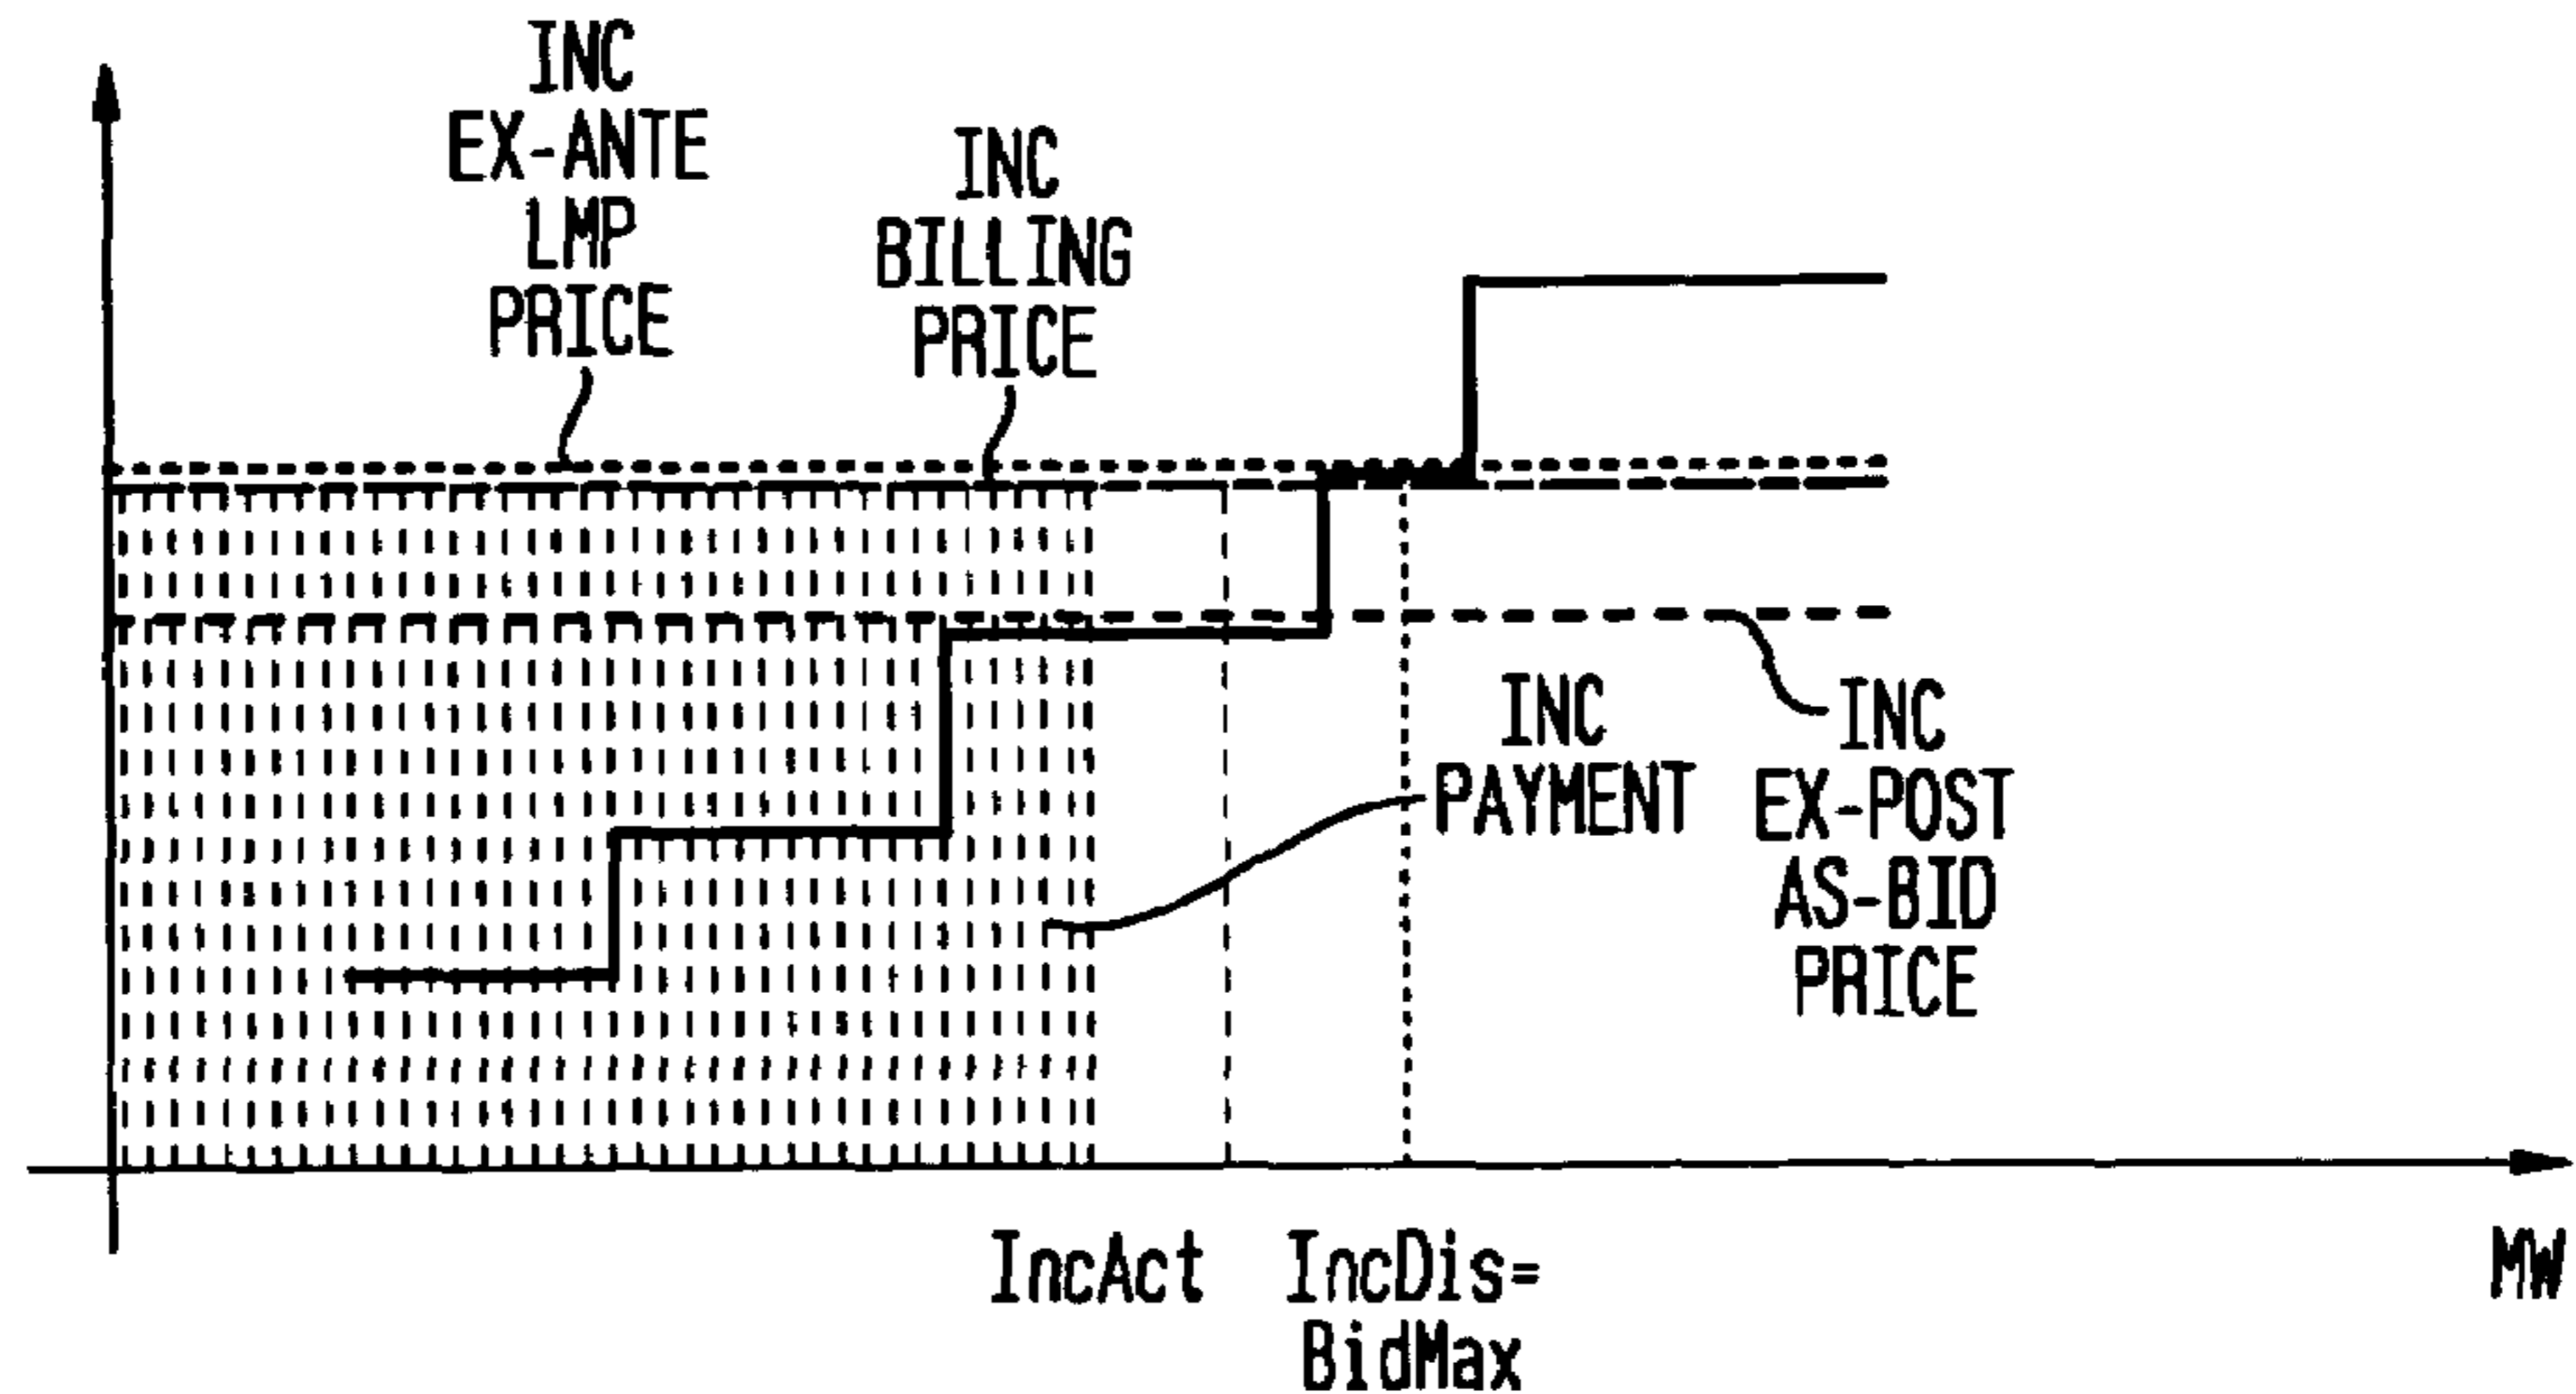 INC
EX-ANTE
LMP
PRICE
INC
BILLING
PRICE
INC
PAYMENT
INC
EX-POST
AS-BID
PRICE
IncAct
IncDis=
BidMax
MW